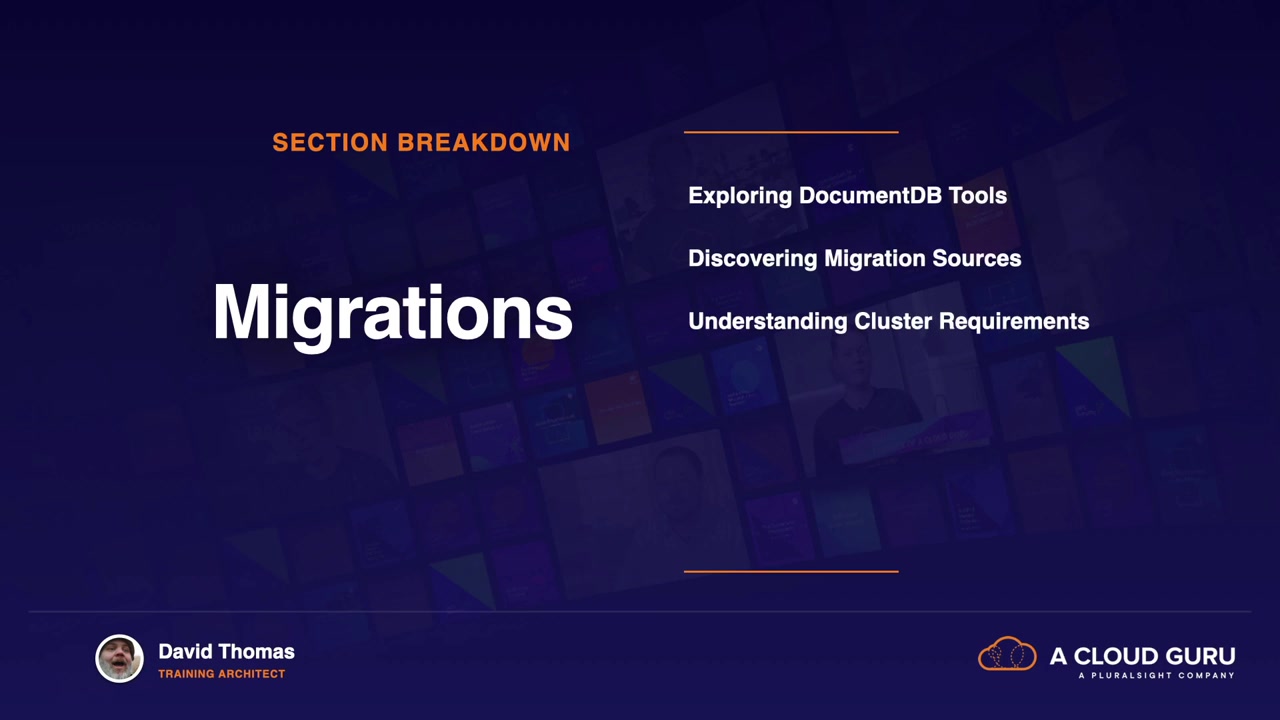 SECTION BREAKDOWN
Migrations
Exploring DocumentDB Tools
Discovering Migration Sources
Understanding Cluster Requirements
David Thomas
TRAINING ARCHITECT
A CLOUD GURU
A PLURALSIGHT COMPANY